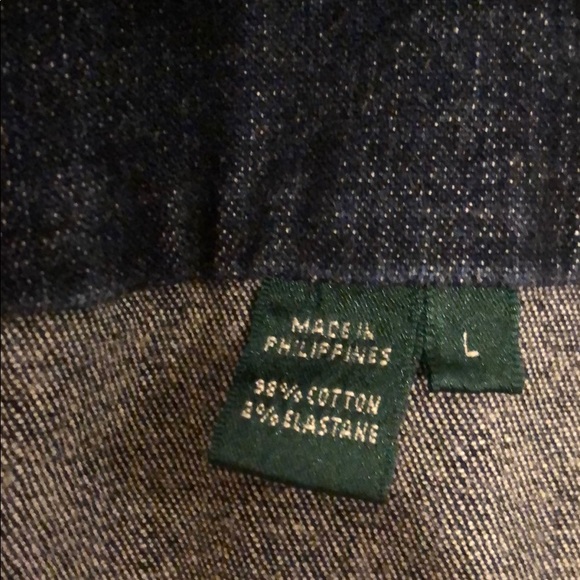 MADE IN
PHILIPPINES
98% COTTON
2% ELASTANE
L